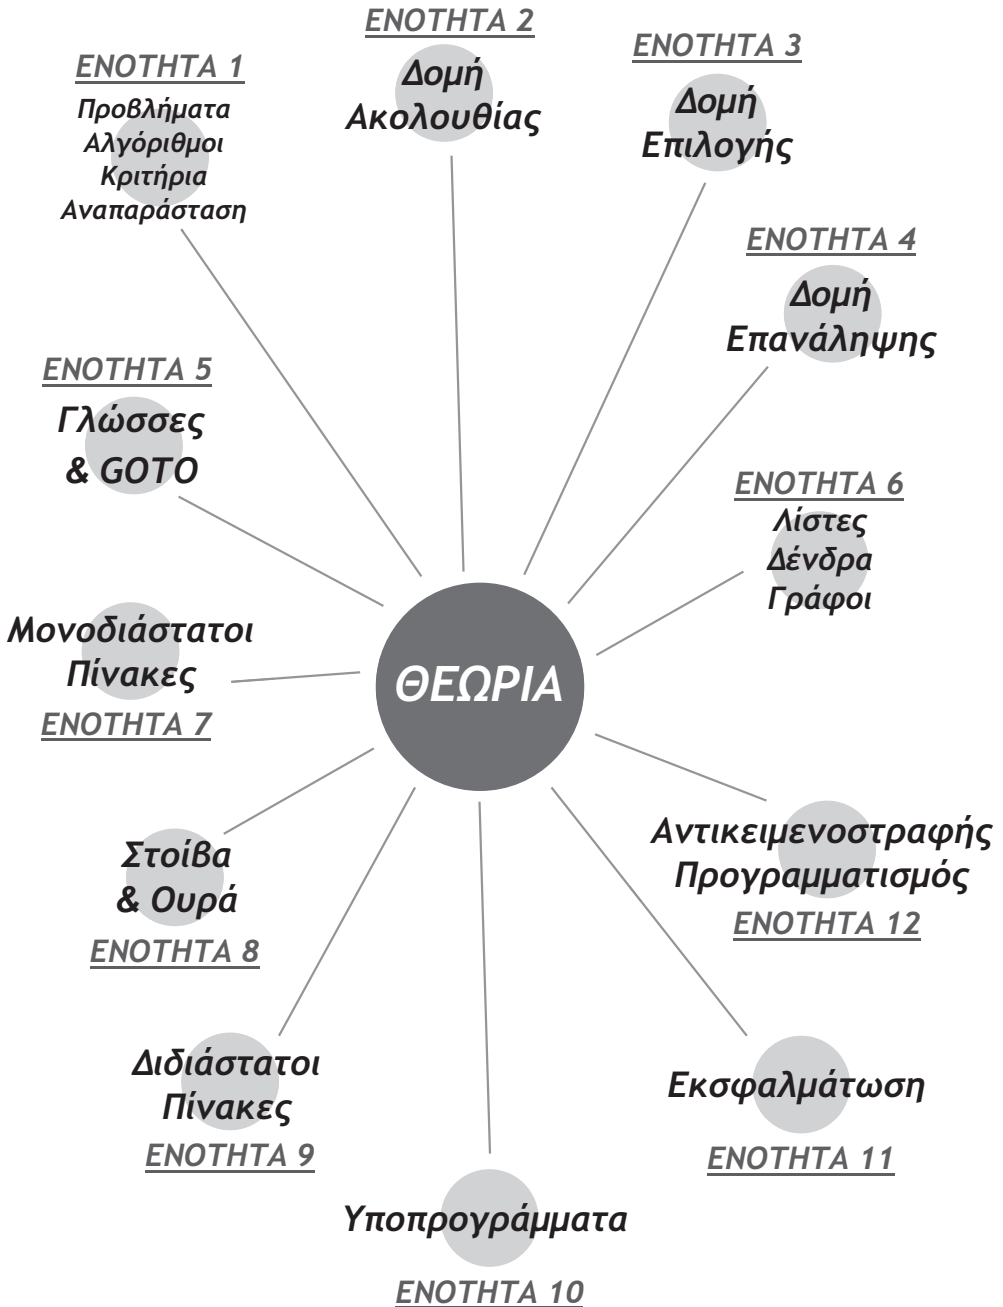 ΕΝΟΤΗΤΑ 1
Προβλήματα
Αλγόριθμοι
Κριτήρια
Αναπαράσταση
ΕΝΟΤΗΤΑ 2
Δομή
Ακολουθίας
ΕΝΟΤΗΤΑ 3
Δομή
Επιλογής
ΕΝΟΤΗΤΑ 4
Δομή
Επανάληψης
ΕΝΟΤΗΤΑ 5
Γλώσσες
& GOTO
ΕΝΟΤΗΤΑ 6
Λίστες
Δένδρα
Γράφοι
Μονοδιάστατοι
Πίνακες
ΕΝΟΤΗΤΑ 7
ΘΕΩΡΙΑ
Στοίβα
& Ουρά
ΕΝΟΤΗΤΑ 8
Αντικειμενοστραφής
Προγραμματισμός
ΕΝΟΤΗΤΑ 12
Διδιάστατοι
Πίνακες
ΕΝΟΤΗΤΑ 9
Εκσφαλμάτωση
ΕΝΟΤΗΤΑ 11
Υποπρογράμματα
ΕΝΟΤΗΤΑ 10